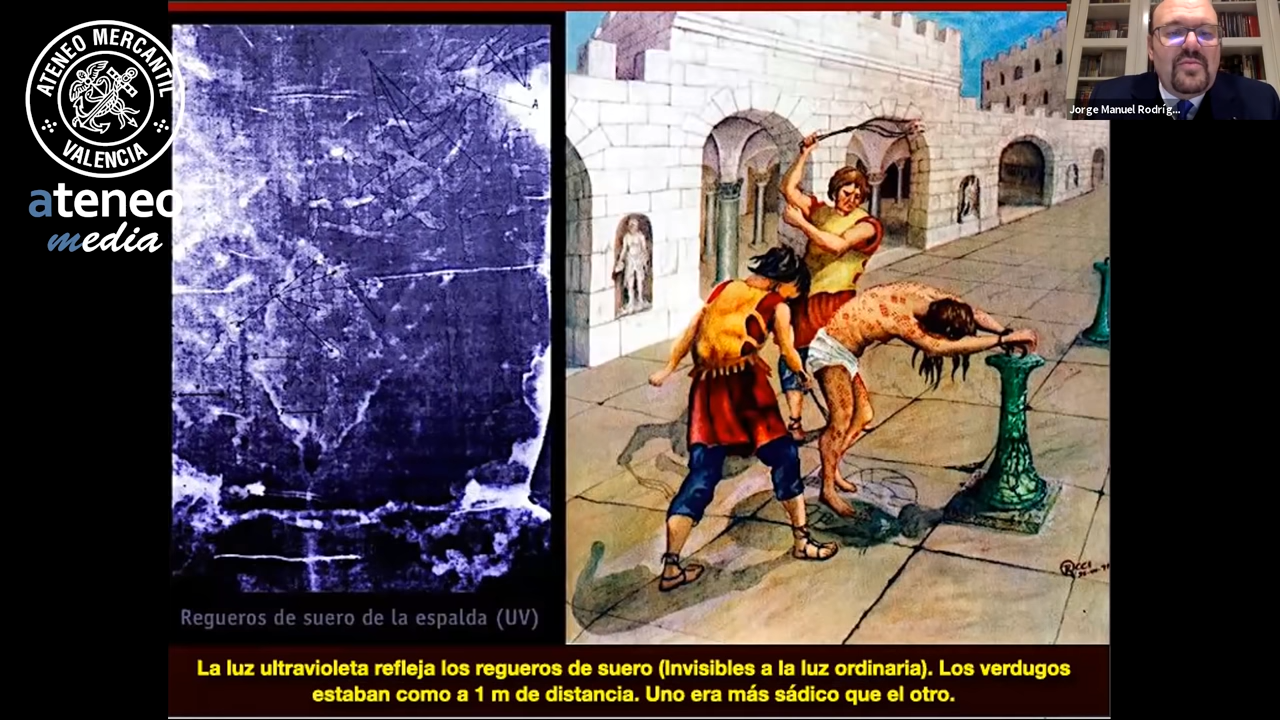 ATENEO MERCANTIL
VALENCIA
ateneo
media
Jorge Manuel Rodríg...
A
Regueros de suero de la espalda (UV)
RICCI
La luz ultravioleta refleja los regueros de suero (Invisibles a la luz ordinaria). Los verdugos
estaban como a 1 m de distancia. Uno era más sádico que el otro.